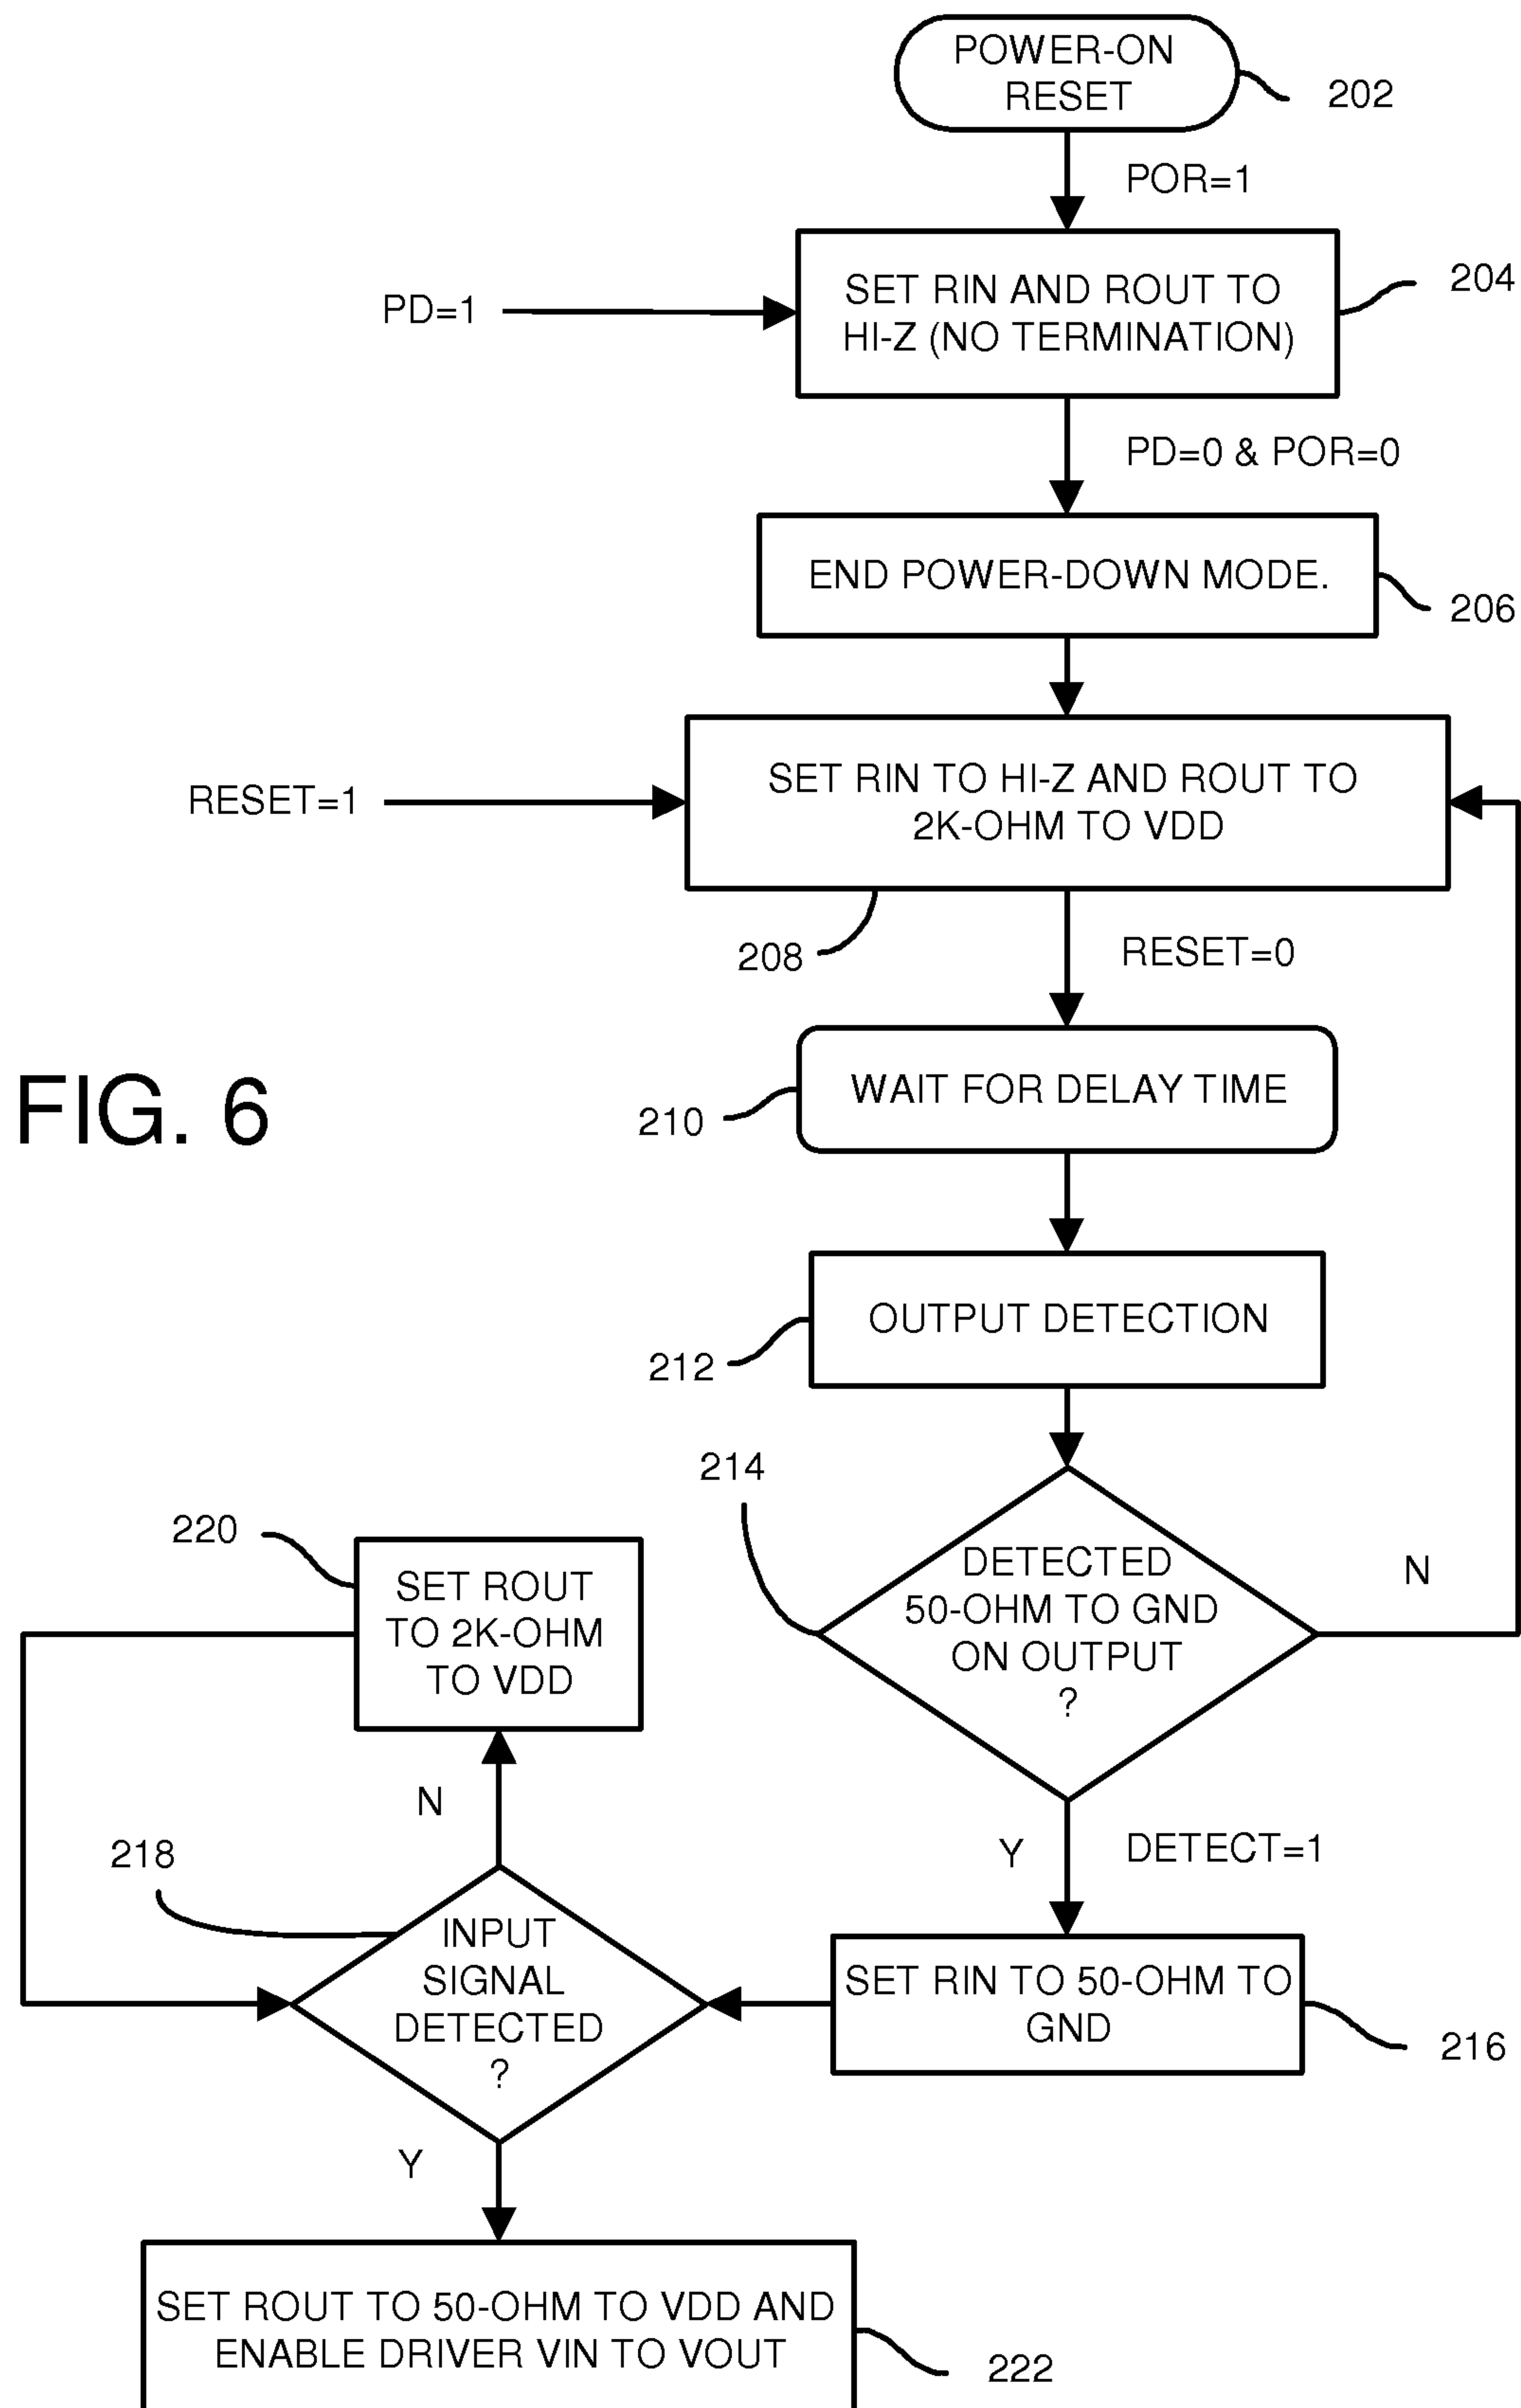 POWER-ON
RESET
202
POR=1
PD=1
SET RIN AND ROUT TO
HI-Z (NO TERMINATION)
204
PD=0 & POR=0
END POWER-DOWN MODE.
206
RESET=1
SET RIN TO HI-Z AND ROUT TO
2K-OHM TO VDD
208
RESET=0
FIG. 6
WAIT FOR DELAY TIME
210
OUTPUT DETECTION
212
214
DETECTED
50-OHM TO GND
ON OUTPUT
?
N
Y
DETECT=1
SET RIN TO 50-OHM TO
GND
216
220
SET ROUT
TO 2K-OHM
TO VDD
N
218
INPUT
SIGNAL
DETECTED
?
Y
SET ROUT TO 50-OHM TO VDD AND
ENABLE DRIVER VIN TO VOUT
222